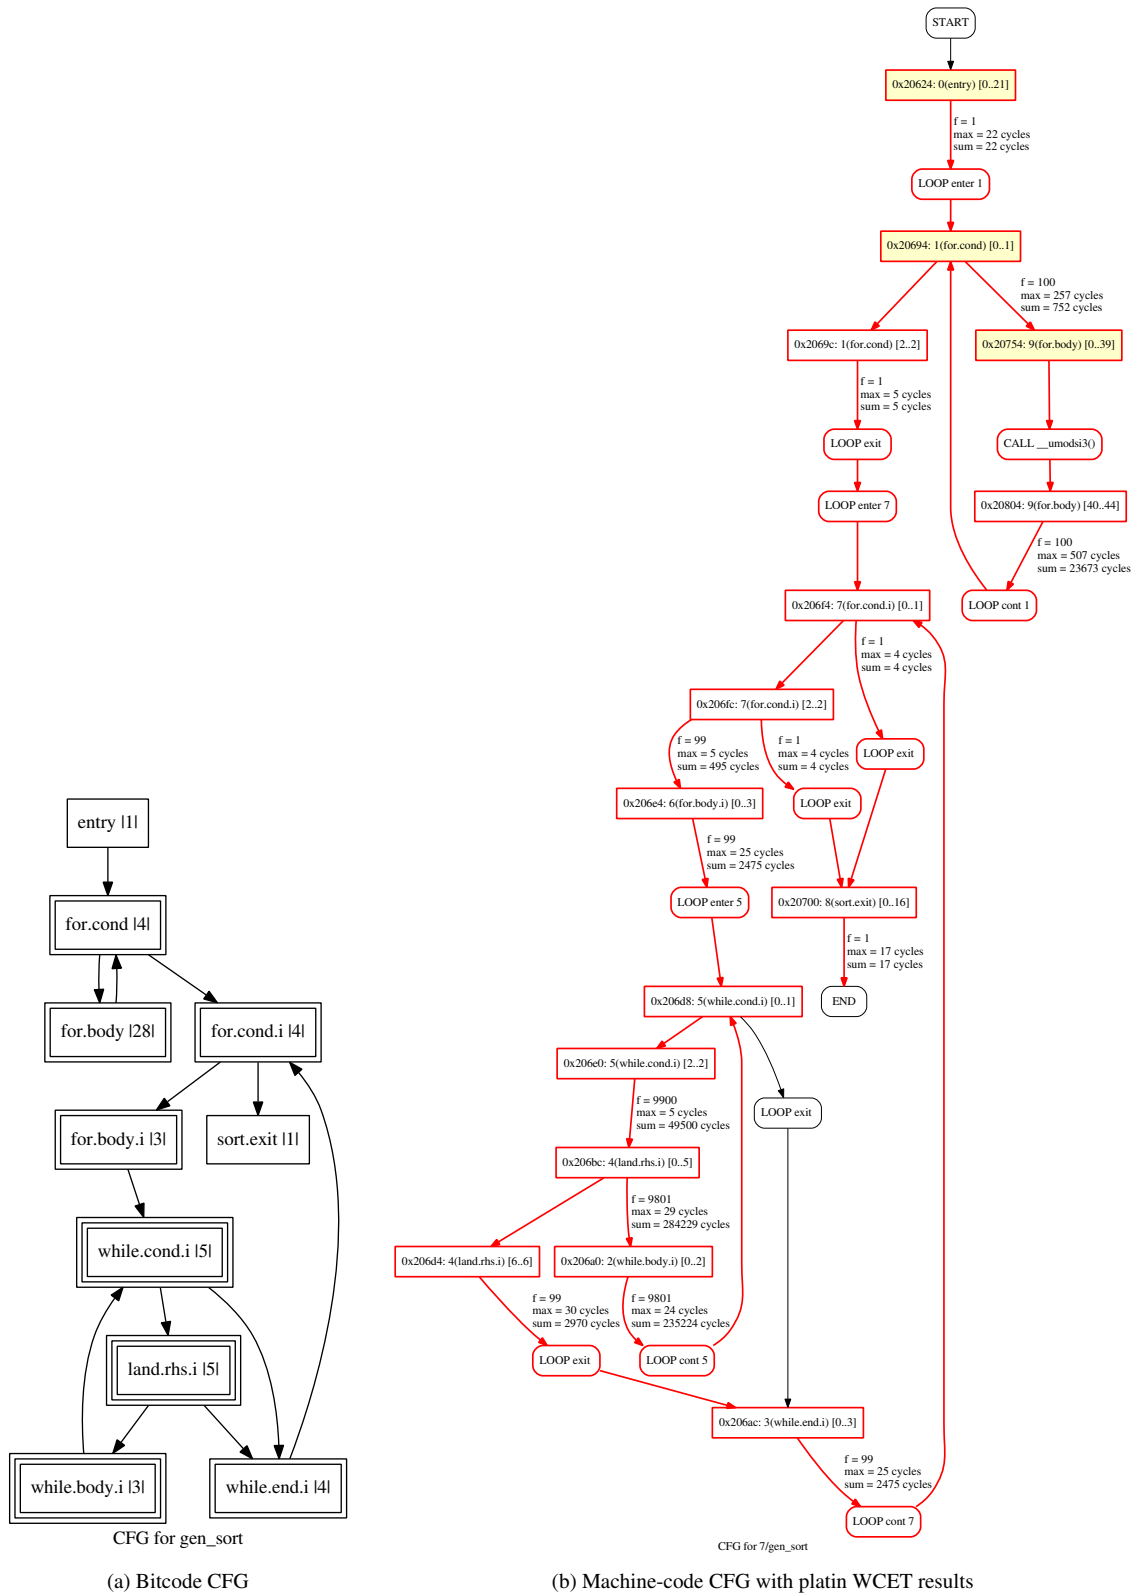 entry |1|
for.cond |4|
for.body |28|
for.cond.i |4|
for.body.i |3|
sort.exit |1|
while.cond.i |5|
land.rhs.i |5|
while.body.i |3|
while.end.i |4|
CFG for gen_sort
(a) Bitcode CFG
START
0x20624: 0(entry) [0..21]
f = 1
max = 22 cycles
sum = 22 cycles
LOOP enter 1
0x20694: 1(for.cond) [0..1]
f = 100
max = 257 cycles
sum = 752 cycles
0x2069c: 1(for.cond) [2..2]
0x20754: 9(for.body) [0..39]
f = 1
max = 5 cycles
sum = 5 cycles
LOOP exit
CALL __umodsi3()
LOOP enter 7
0x20804: 9(for.body) [40..44]
f = 100
max = 507 cycles
sum = 23673 cycles
0x206f4: 7(for.cond.i) [0..1]
LOOP cont 1
f = 1
max = 4 cycles
sum = 4 cycles
0x206fc: 7(for.cond.i) [2..2]
f = 99
max = 5 cycles
sum = 495 cycles
f = 1
max = 4 cycles
sum = 4 cycles
LOOP exit
0x206e4: 6(for.body.i) [0..3]
LOOP exit
f = 99
max = 25 cycles
sum = 2475 cycles
LOOP enter 5
0x20700: 8(sort.exit) [0..16]
f = 1
max = 17 cycles
sum = 17 cycles
0x206d8: 5(while.cond.i) [0..1]
END
0x206e0: 5(while.cond.i) [2..2]
f = 9900
max = 5 cycles
sum = 49500 cycles
LOOP exit
0x206bc: 4(land.rhs.i) [0..5]
f = 9801
max = 29 cycles
sum = 284229 cycles
0x206d4: 4(land.rhs.i) [6..6]
0x206a0: 2(while.body.i) [0..2]
f = 99
max = 30 cycles
sum = 2970 cycles
f = 9801
max = 24 cycles
sum = 235224 cycles
LOOP exit
LOOP cont 5
0x206ac: 3(while.end.i) [0..3]
f = 99
max = 25 cycles
sum = 2475 cycles
LOOP cont 7
CFG for 7/gen_sort
(b) Machine-code CFG with platin WCET results